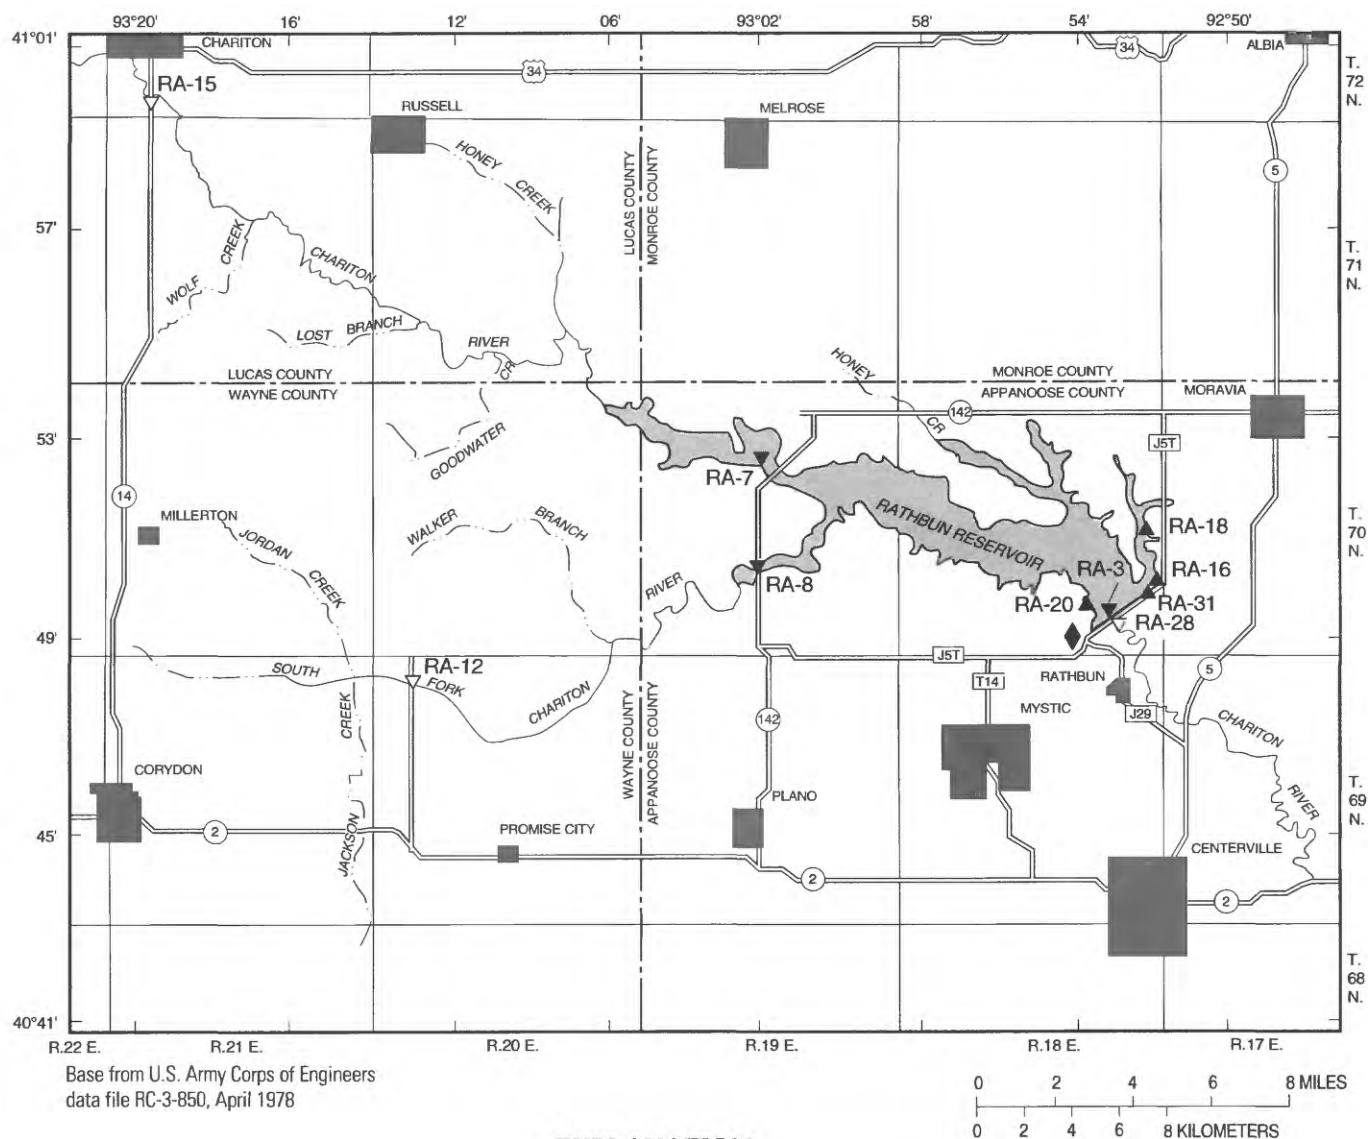 93°20' 16' 12' 06' 93°02' 58' 54' 92°50'
41°01'
CHARITON
34
34
ALBIA
T. 72 N.
RA-15
RUSSELL
MELROSE
HONEY CREEK
5
LUCAS COUNTY
MONROE COUNTY
57'
T. 71 N.
WOLF CREEK
CHARITON RIVER
LOST BRANCH
HONEY CR
LUCAS COUNTY
WAYNE COUNTY
MONROE COUNTY
APPANOOSE COUNTY
MORAVIA
142
53'
GOODWATER CR
J5T
RA-7
14
MILLERTON
JORDAN CREEK
WALKER BRANCH
RATHBUN RESERVOIR
RA-18
T. 70 N.
RA-8
RIVER
RA-3
RA-16
RA-20
RA-31
RA-28
49'
J5T
5
SOUTH FORK CHARITON
RA-12
RATHBUN
T14
MYSTIC
J29
CHARITON RIVER
JACKSON CREEK
142
WAYNE COUNTY
APPANOOSE COUNTY
CORYDON
PLANO
T. 69 N.
2
45'
PROMISE CITY
CENTERVILLE
2
2
T. 68 N.
40°41'
R.22 E. R.21 E. R.20 E. R.19 E. R.18 E. R.17 E.
Base from U.S. Army Corps of Engineers
data file RC-3-850, April 1978
0 2 4 6 8 MILES
0 2 4 6 8 KILOMETERS